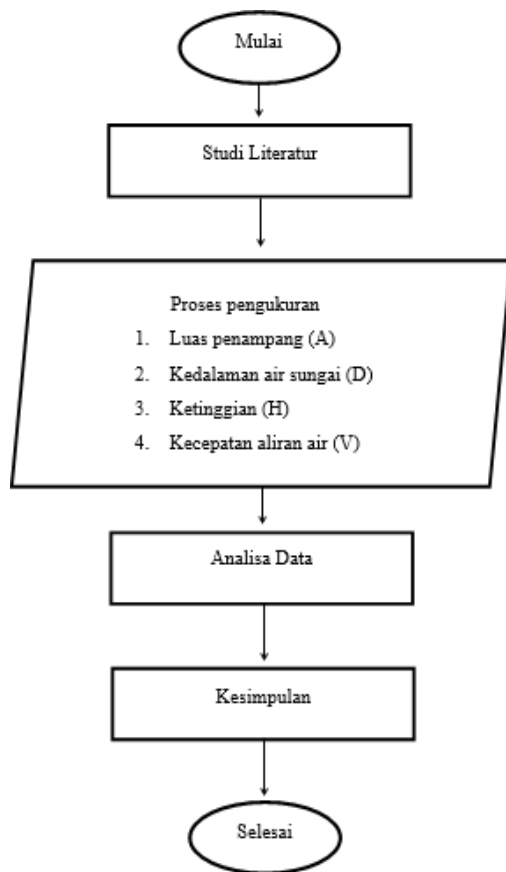 Mulai
Studi Literatur
Proses pengukuran
1. Luas penampang (A)
2. Kedalaman air sungai (D)
3. Ketinggian (H)
4. Kecepatan aliran air (V)
Analisa Data
Kesimpulan
Selesai